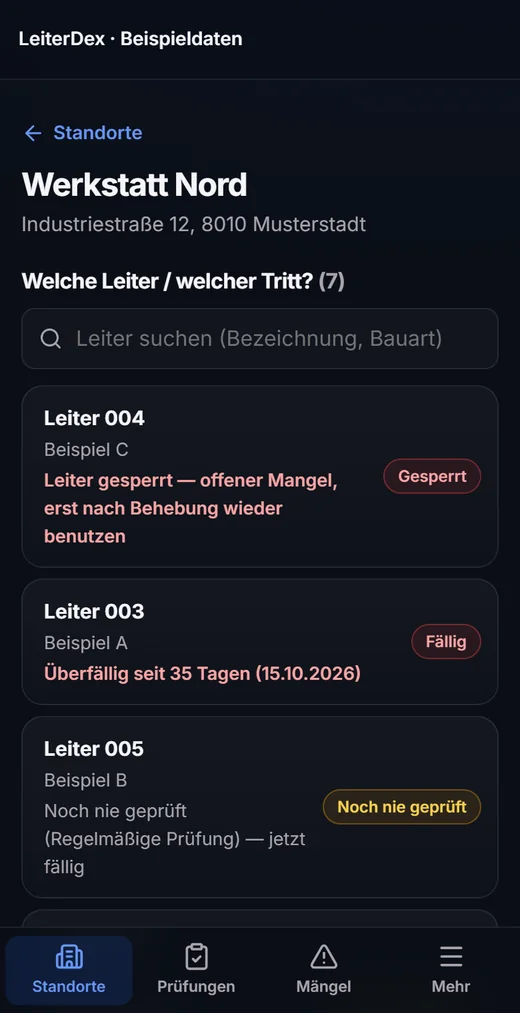 LeiterDex · Beispieldaten
← Standorte
Werkstatt Nord
Industriestraße 12, 8010 Musterstadt
Welche Leiter / welcher Tritt? (7)
Leiter suchen (Bezeichnung, Bauart)
Leiter 004
Beispiel C
Leiter gesperrt — offener Mangel,
erst nach Behebung wieder
benutzen
Gesperrt
Leiter 003
Beispiel A
Überfällig seit 35 Tagen (15.10.2026)
Fällig
Leiter 005
Beispiel B
Noch nie geprüft
(Regelmäßige Prüfung) — jetzt
fällig
Noch nie geprüft
Standorte
Prüfungen
Mängel
Mehr